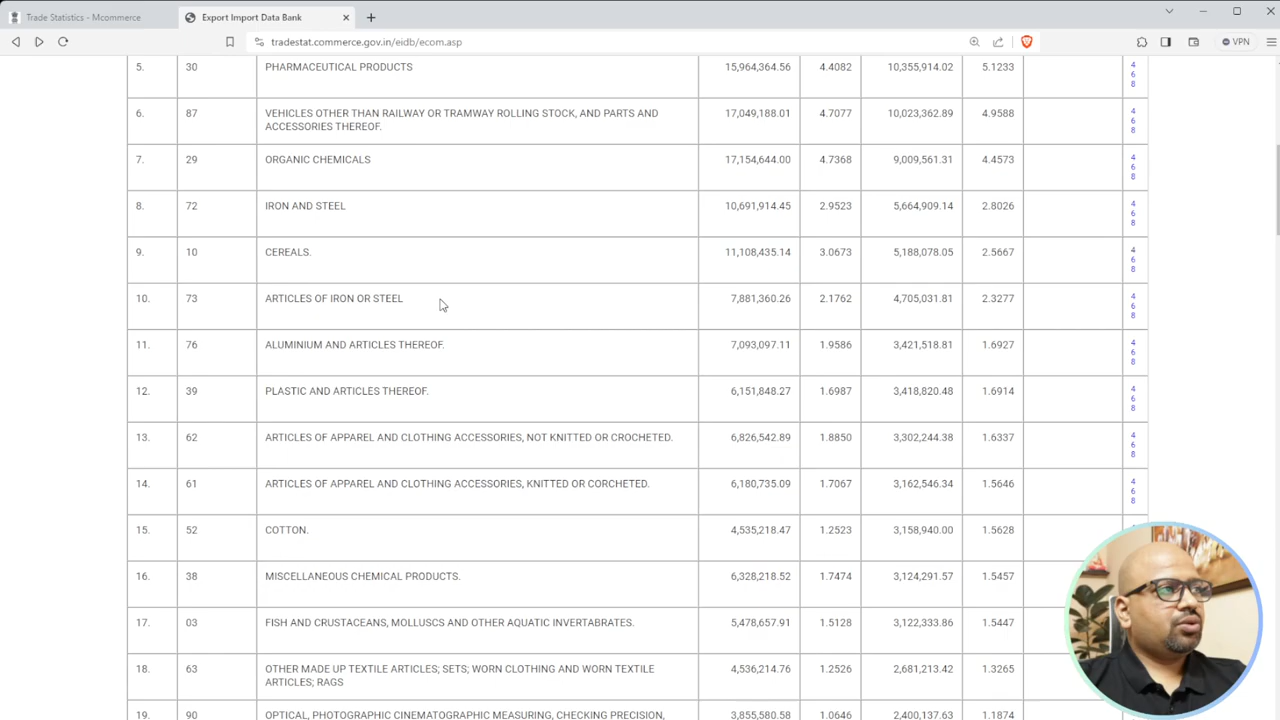 Trade Statistics - Mcommerce
Export Import Data Bank
tradestat.commerce.gov.in/eidb/ecom.asp
VPN
5. 30 PHARMACEUTICAL PRODUCTS 15,964,364.56 4.4082 10,355,914.02 5.1233 468
6. 87 VEHICLES OTHER THAN RAILWAY OR TRAMWAY ROLLING STOCK, AND PARTS AND 17,049,188.01 4.7077 10,023,362.89 4.9588 468
ACCESSORIES THEREOF.
7. 29 ORGANIC CHEMICALS 17,154,644.00 4.7368 9,009,561.31 4.4573 468
8. 72 IRON AND STEEL 10,691,914.45 2.9523 5,664,909.14 2.8026 468
9. 10 CEREALS. 11,108,435.14 3.0673 5,188,078.05 2.5667 468
10. 73 ARTICLES OF IRON OR STEEL 7,881,360.26 2.1762 4,705,031.81 2.3277 468
11. 76 ALUMINIUM AND ARTICLES THEREOF. 7,093,097.11 1.9586 3,421,518.81 1.6927 468
12. 39 PLASTIC AND ARTICLES THEREOF. 6,151,848.27 1.6987 3,418,820.48 1.6914 468
13. 62 ARTICLES OF APPAREL AND CLOTHING ACCESSORIES, NOT KNITTED OR CROCHETED. 6,826,542.89 1.8850 3,302,244.38 1.6337 468
14. 61 ARTICLES OF APPAREL AND CLOTHING ACCESSORIES, KNITTED OR CORCHETED. 6,180,735.09 1.7067 3,162,546.34 1.5646 468
15. 52 COTTON. 4,535,218.47 1.2523 3,158,940.00 1.5628
16. 38 MISCELLANEOUS CHEMICAL PRODUCTS. 6,328,218.52 1.7474 3,124,291.57 1.5457
17. 03 FISH AND CRUSTACEANS, MOLLUSCS AND OTHER AQUATIC INVERTABRATES. 5,478,657.91 1.5128 3,122,333.86 1.5447
18. 63 OTHER MADE UP TEXTILE ARTICLES; SETS; WORN CLOTHING AND WORN TEXTILE 4,536,214.76 1.2526 2,681,213.42 1.3265
ARTICLES; RAGS
19. 90 OPTICAL, PHOTOGRAPHIC CINEMATOGRAPHIC MEASURING, CHECKING PRECISION, 3,855,580.58 1.0646 2,400,137.63 1.1874